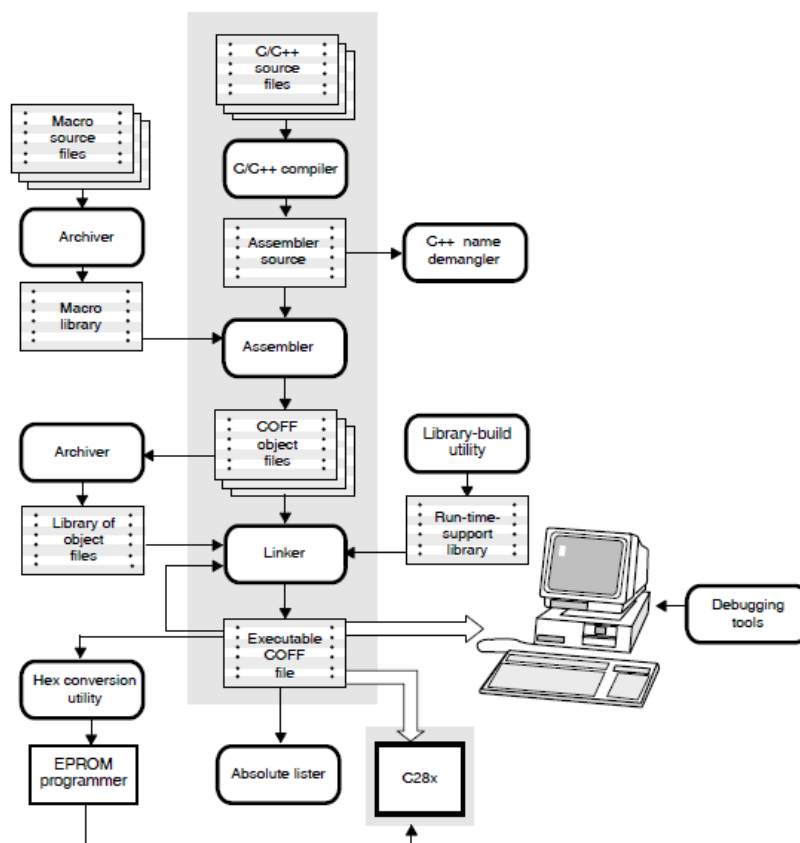 C/C++
source
files
Macro
source
files
C/C++ compiler
Archiver
Assembler
source
C++ name
demangler
Macro
library
Assembler
Archiver
COFF
object
files
Library-build
utility
Library of
object
files
Linker
Run-time-
support
library
Debugging
tools
Executable
COFF
file
Hex conversion
utility
EPROM
programmer
Absolute lister
C28x